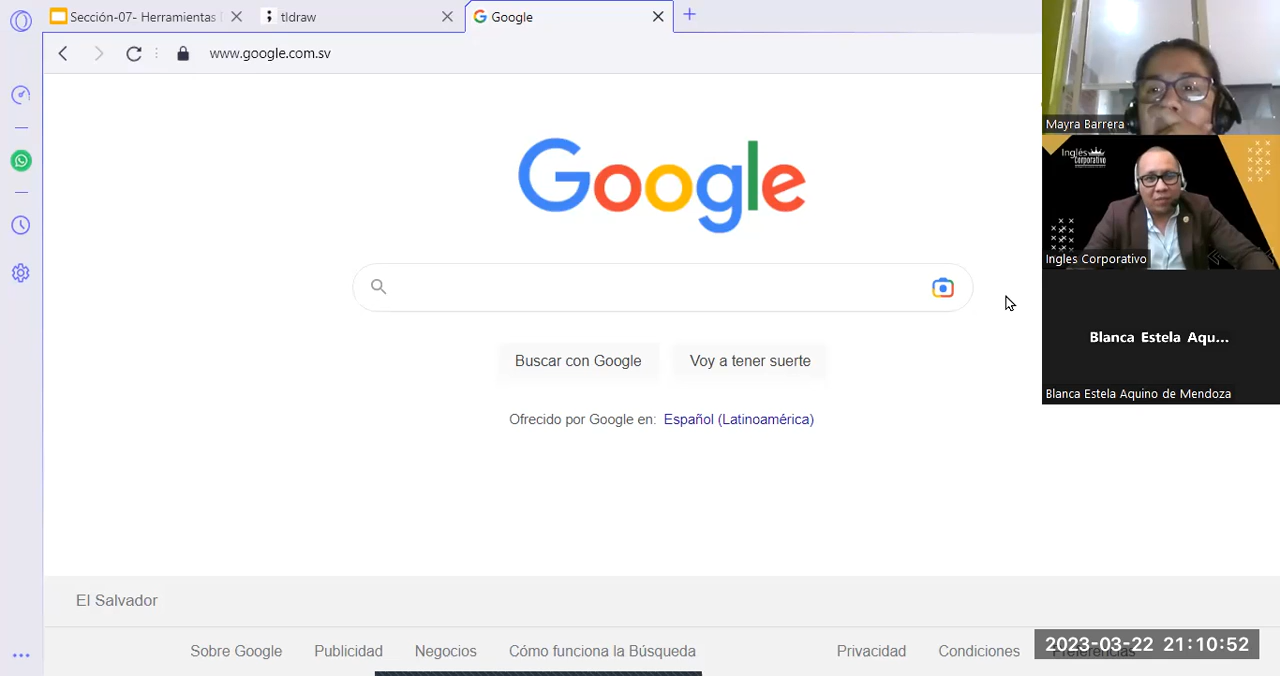 Sección-07- Herramientas
tldraw
Google
www.google.com.sv
Google
Buscar con Google
Voy a tener suerte
Ofrecido por Google en: Español (Latinoamérica)
El Salvador
Sobre Google
Publicidad
Negocios
Cómo funciona la Búsqueda
Privacidad
Condiciones
Preferencias
2023-03-22 21:10:52
Mayra Barrera
Inglés
Corporativo
Ingles Corporativo
Blanca Estela Aqu...
Blanca Estela Aquino de Mendoza